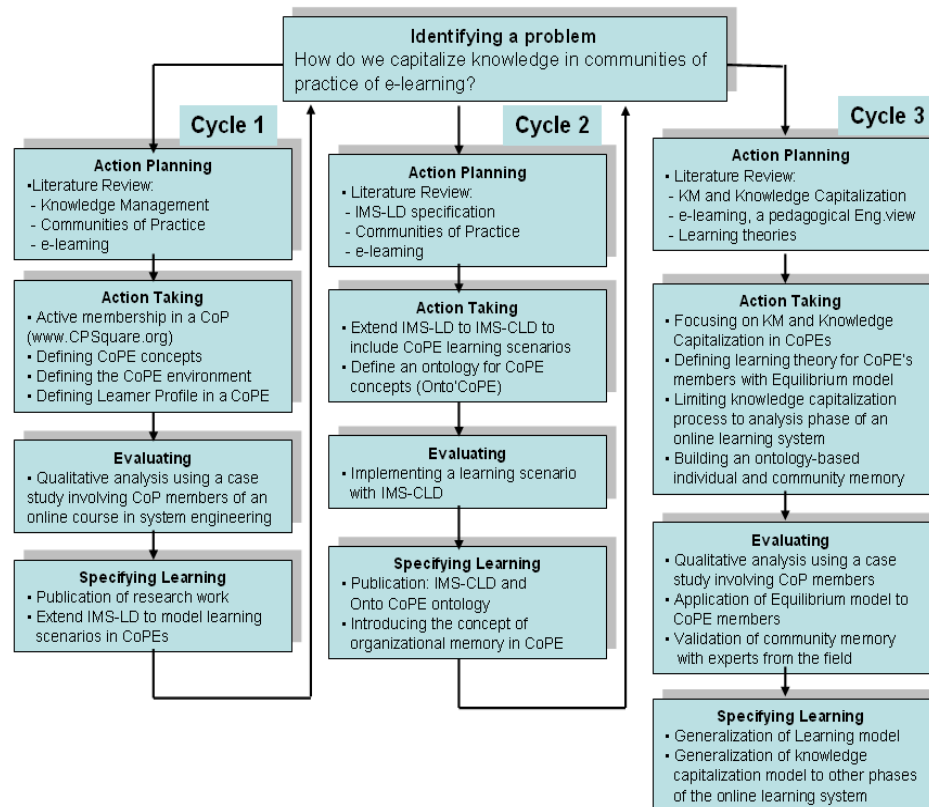 Identifying a problem
How do we capitalize knowledge in communities of
practice of e-learning?
Cycle 1
Action Planning
▪Literature Review:
- Knowledge Management
- Communities of Practice
- e-learning
Action Taking
▪ Active membership in a CoP
(www.CPSquare.org)
▪ Defining CoPE concepts
▪ Defining the CoPE environment
▪ Defining Learner Profile in a CoPE
Evaluating
▪ Qualitative analysis using a case
study involving CoP members of an
online course in system engineering
Specifying Learning
▪ Publication of research work
▪ Extend IMS-LD to model learning
scenarios in CoPEs
Cycle 2
Action Planning
▪ Literature Review:
- IMS-LD specification
- Communities of Practice
- e-learning
Action Taking
▪ Extend IMS-LD to IMS-CLD to
include CoPE learning scenarios
▪ Define an ontology for CoPE
concepts (Onto'CoPE)
Evaluating
▪ Implementing a learning scenario
with IMS-CLD
Specifying Learning
▪ Publication: IMS-CLD and
Onto CoPE ontology
▪ Introducing the concept of
organizational memory in CoPE
Cycle 3
Action Planning
▪ Literature Review:
- KM and Knowledge Capitalization
- e-learning, a pedagogical Eng.view
- Learning theories
Action Taking
▪ Focusing on KM and Knowledge
Capitalization in CoPEs
▪ Defining learning theory for CoPE's
members with Equilibrium model
▪ Limiting knowledge capitalization
process to analysis phase of an
online learning system
▪ Building an ontology-based
individual and community memory
Evaluating
▪ Qualitative analysis using a case
study involving CoP members
▪ Application of Equilibrium model to
CoPE members
▪ Validation of community memory
with experts from the field
Specifying Learning
▪ Generalization of Learning model
▪ Generalization of knowledge
capitalization model to other phases
of the online learning system